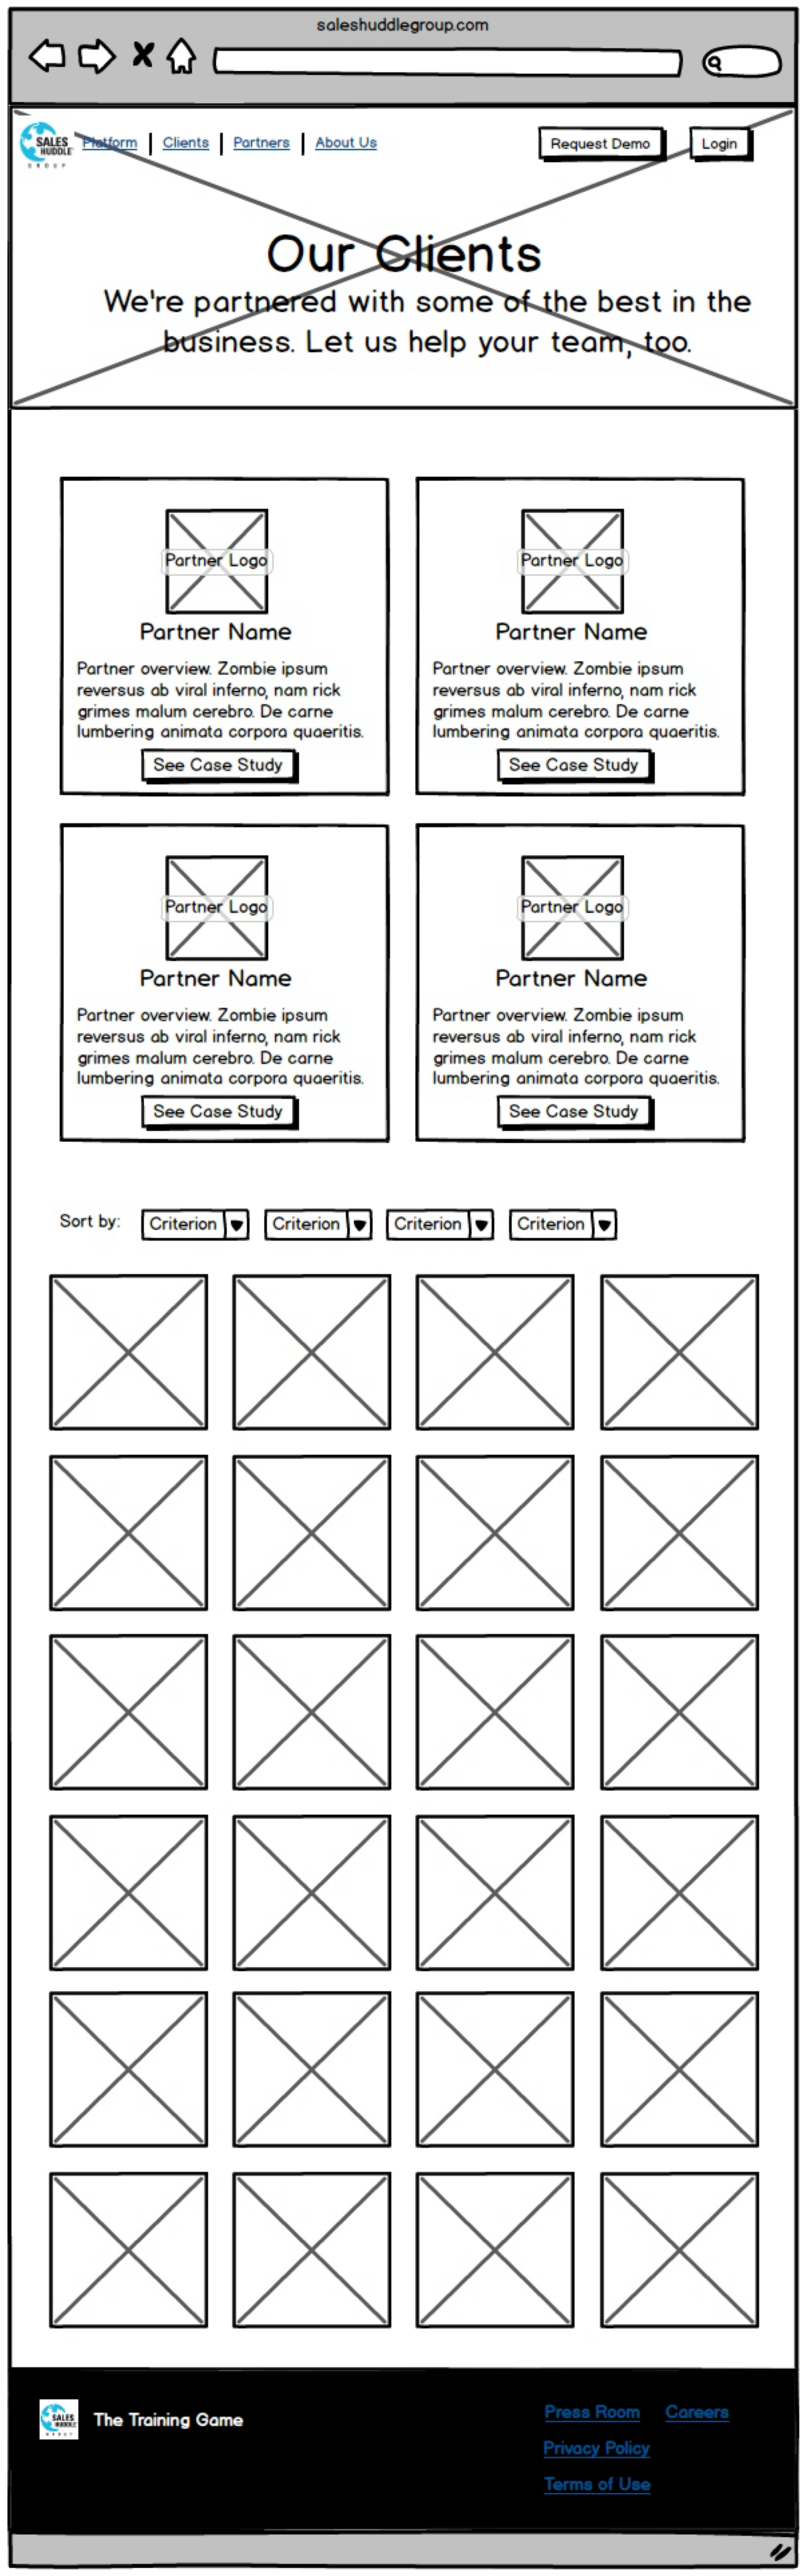 saleshuddlegroup.com
SALES
HUDDLE
GROUP
Platform | Clients | Partners | About Us
Request Demo
Login
Our Clients
We're partnered with some of the best in the
business. Let us help your team, too.
Partner Logo
Partner Name
Partner overview. Zombie ipsum
reversus ab viral inferno, nam rick
grimes malum cerebro. De carne
lumbering animata corpora quaeritis.
See Case Study
Partner Logo
Partner Name
Partner overview. Zombie ipsum
reversus ab viral inferno, nam rick
grimes malum cerebro. De carne
lumbering animata corpora quaeritis.
See Case Study
Partner Logo
Partner Name
Partner overview. Zombie ipsum
reversus ab viral inferno, nam rick
grimes malum cerebro. De carne
lumbering animata corpora quaeritis.
See Case Study
Partner Logo
Partner Name
Partner overview. Zombie ipsum
reversus ab viral inferno, nam rick
grimes malum cerebro. De carne
lumbering animata corpora quaeritis.
See Case Study
Sort by: Criterion Criterion Criterion Criterion
SALES
HUDDLE
GROUP
The Training Game
Press Room Careers
Privacy Policy
Terms of Use